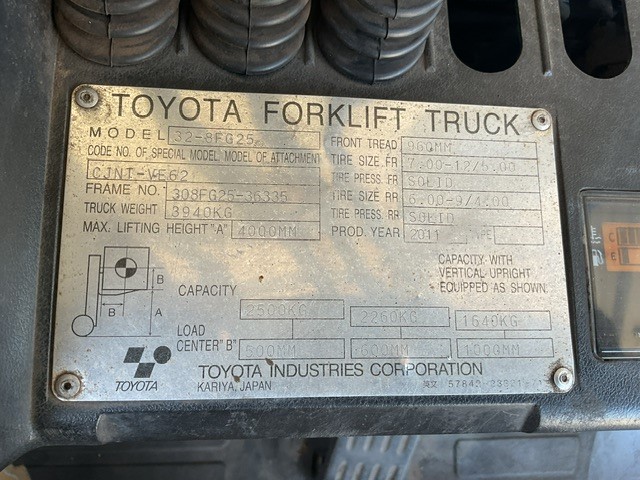 TOYOTA FORKLIFT TRUCK
MODEL 32-8FG25
CODE NO. OF SPECIAL MODEL MODEL OF ATTACHMENT
CJNT-VE62
FRAME NO. 308FG25-36335
TRUCK WEIGHT 3940KG
MAX. LIFTING HEIGHT "A" 4000MM
FRONT TREAD 960MM
TIRE SIZE FR 7.00-12/5.00
TIRE PRESS. FR SOLID
TIRE SIZE RR 6.00-9/4.00
TIRE PRESS. RR SOLID
PROD. YEAR 2011
CAPACITY WITH
VERTICAL UPRIGHT
EQUIPPED AS SHOWN.
B
B
A
CAPACITY 2500KG 2260KG 1640KG
LOAD
CENTER "B" 500MM 600MM 1000MM
TOYOTA
TOYOTA INDUSTRIES CORPORATION
KARIYA, JAPAN
C
E